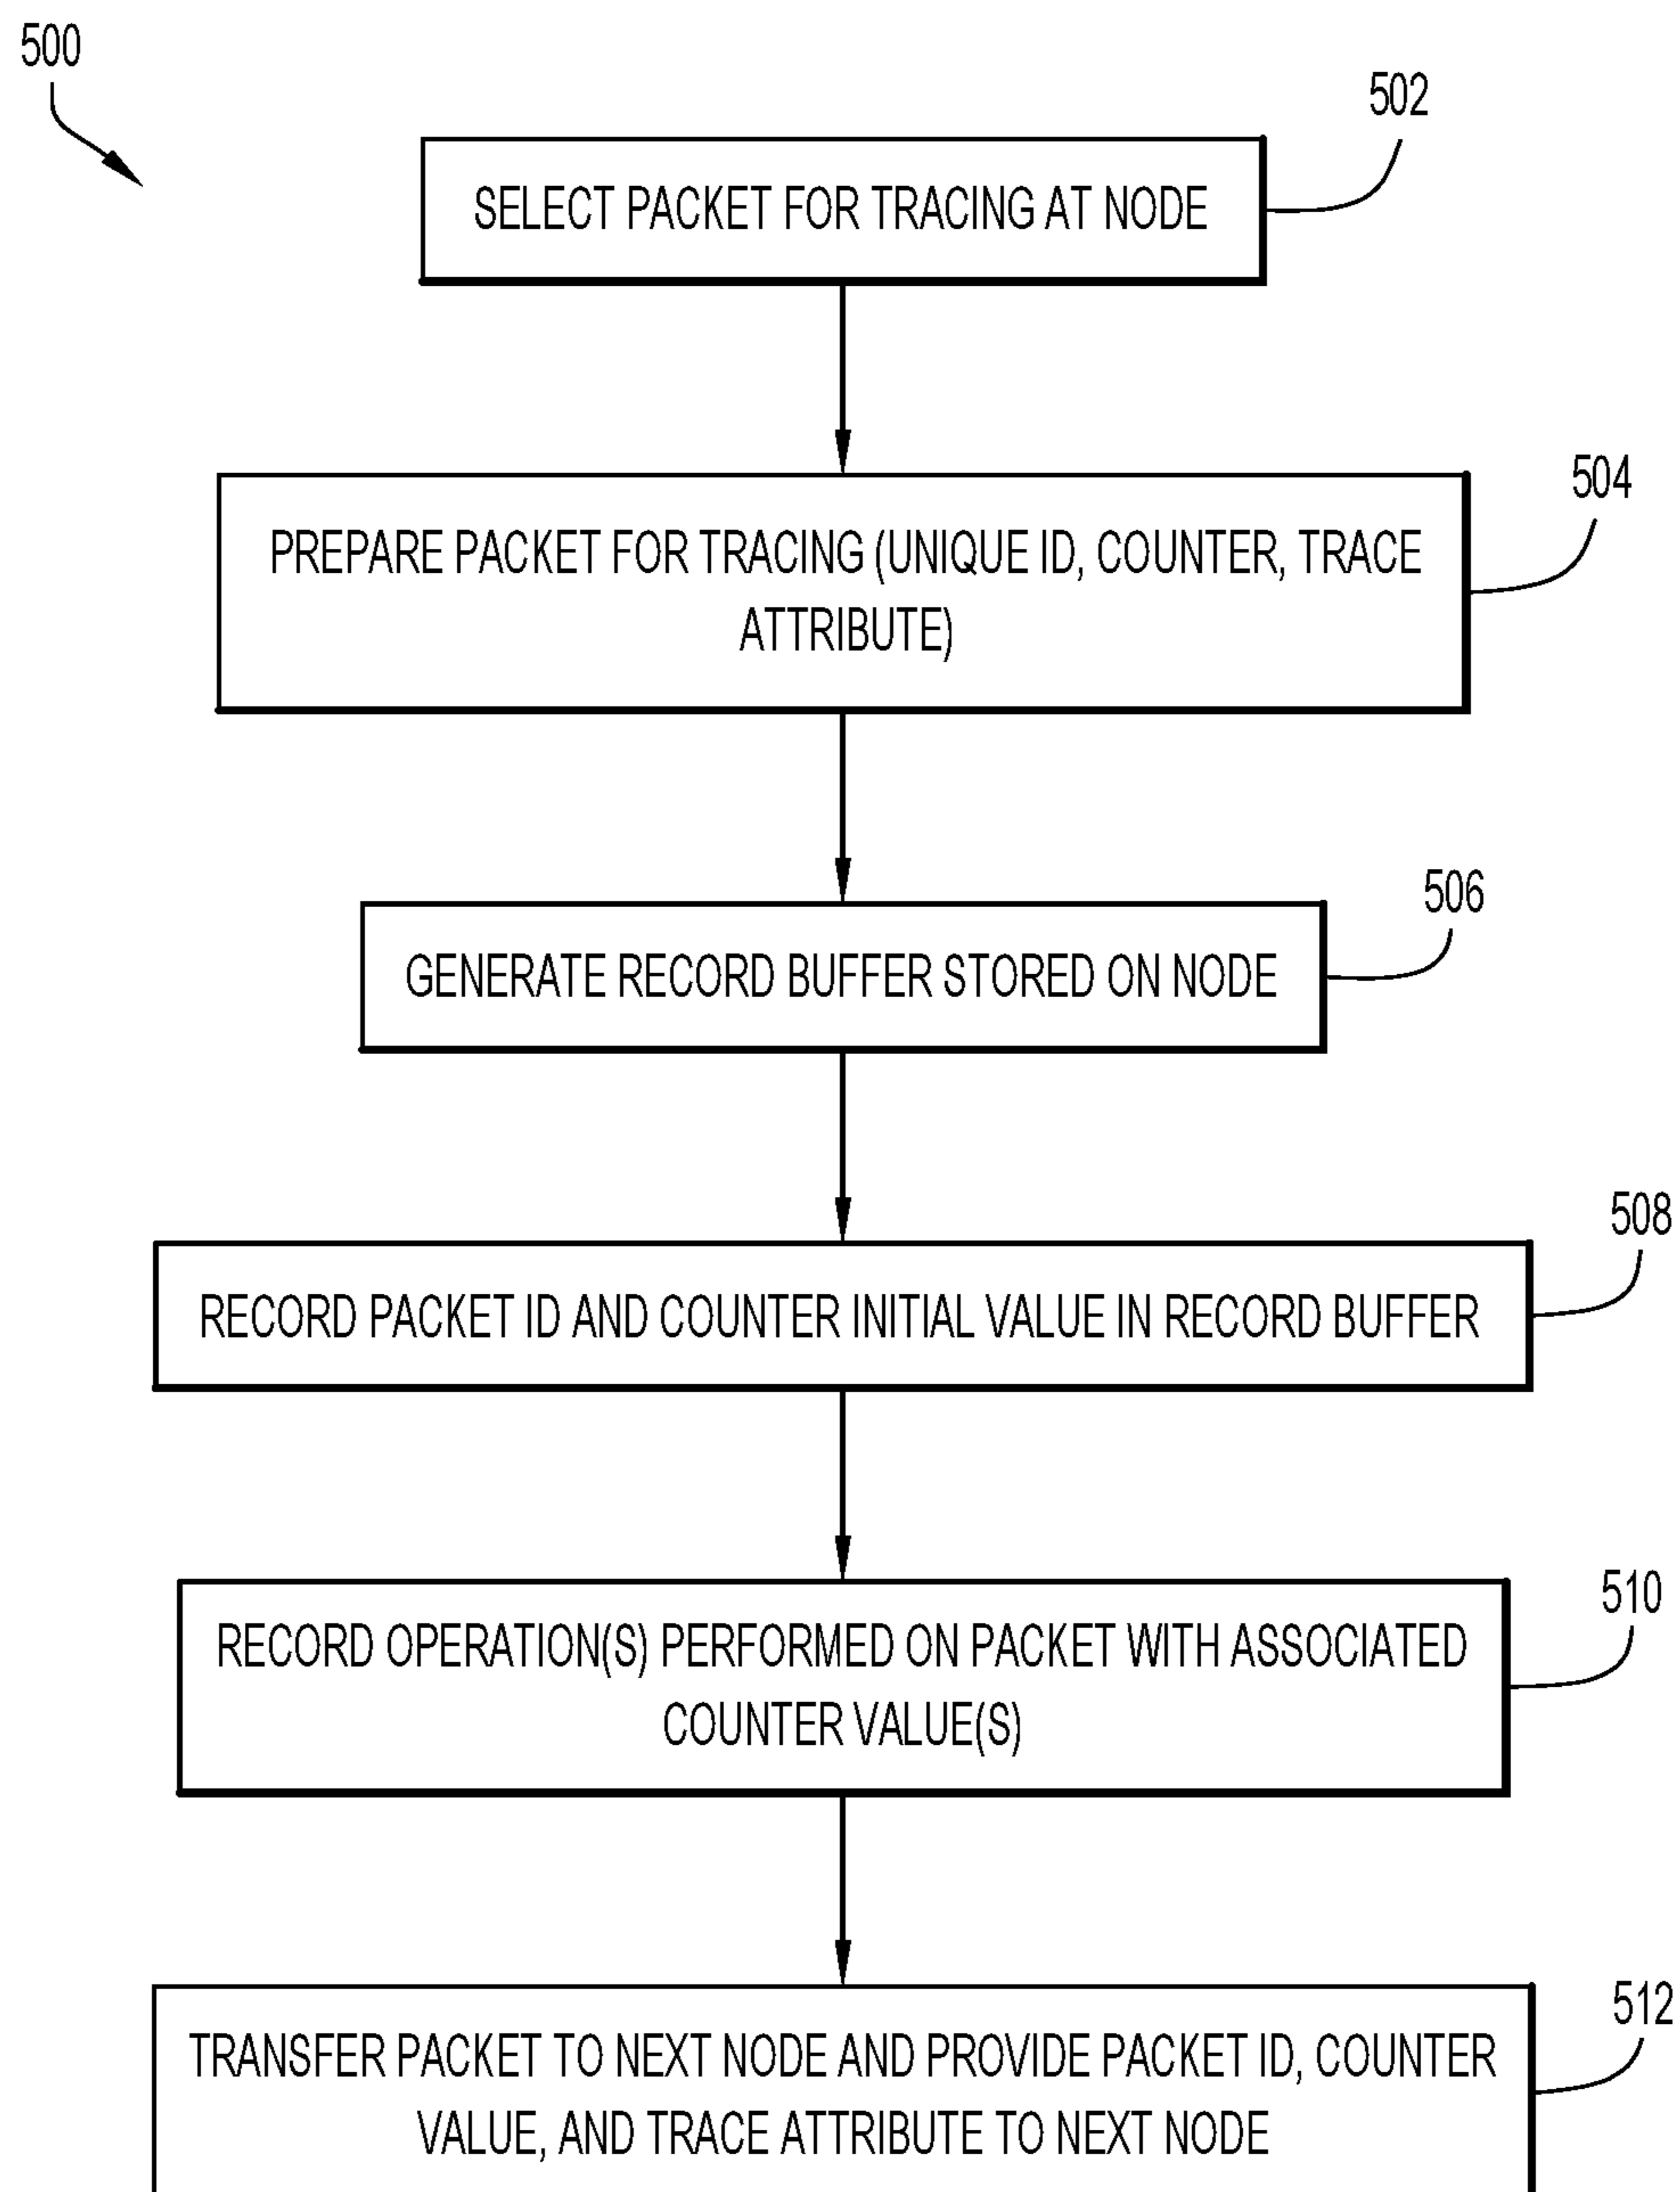 500
502
SELECT PACKET FOR TRACING AT NODE
504
PREPARE PACKET FOR TRACING (UNIQUE ID, COUNTER, TRACE
ATTRIBUTE)
506
GENERATE RECORD BUFFER STORED ON NODE
508
RECORD PACKET ID AND COUNTER INITIAL VALUE IN RECORD BUFFER
510
RECORD OPERATION(S) PERFORMED ON PACKET WITH ASSOCIATED
COUNTER VALUE(S)
512
TRANSFER PACKET TO NEXT NODE AND PROVIDE PACKET ID, COUNTER
VALUE, AND TRACE ATTRIBUTE TO NEXT NODE